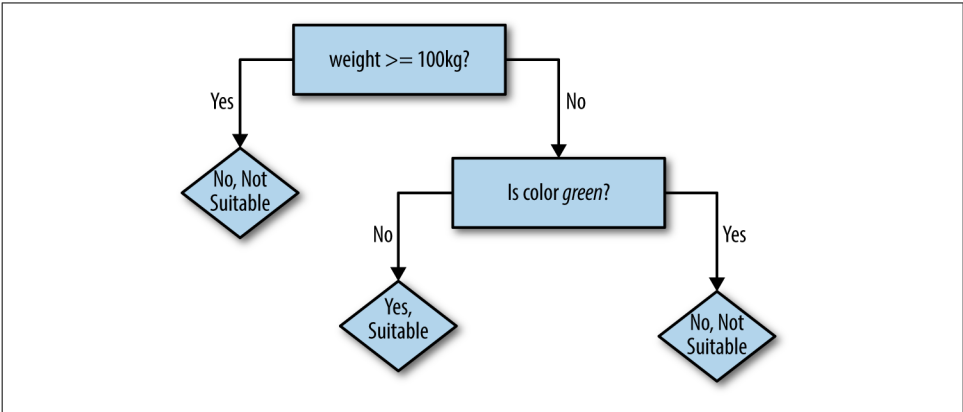 weight >= 100kg?
Yes
No
No, Not
Suitable
Is color green?
No
Yes
Yes,
Suitable
No, Not
Suitable